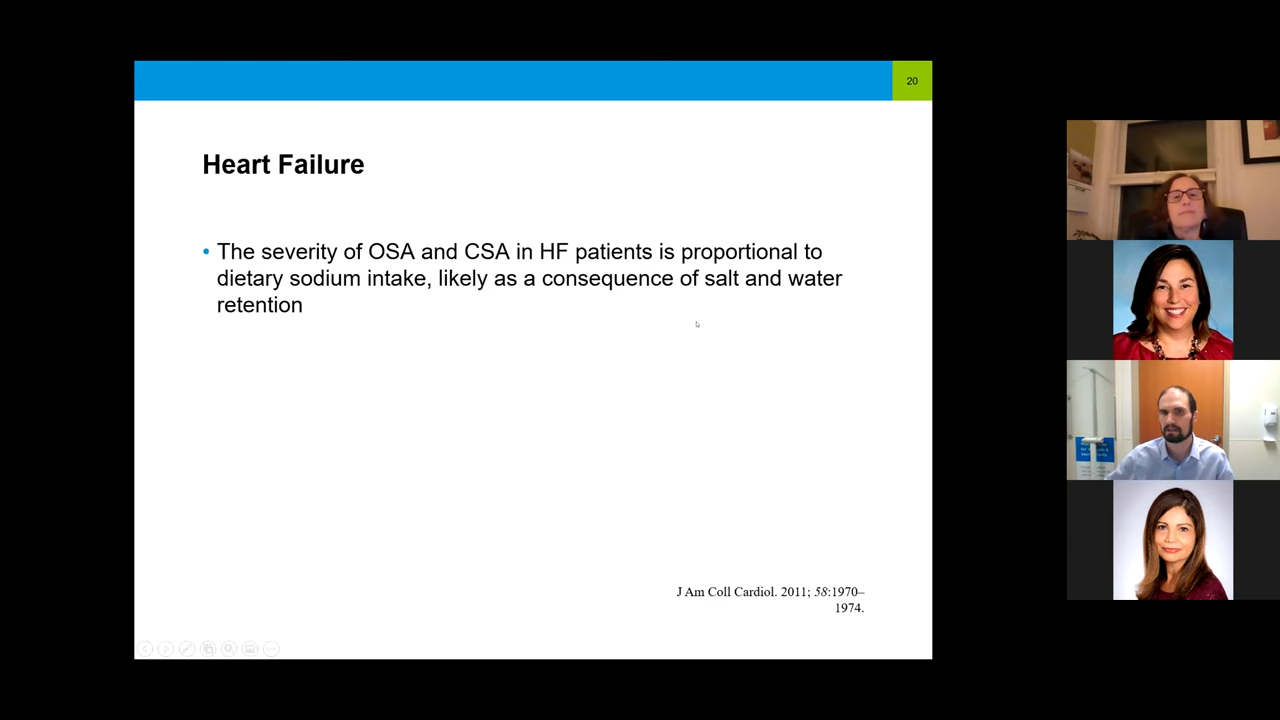 20
Heart Failure
• The severity of OSA and CSA in HF patients is proportional to
dietary sodium intake, likely as a consequence of salt and water
retention
J Am Coll Cardiol. 2011; 58:1970–
1974.